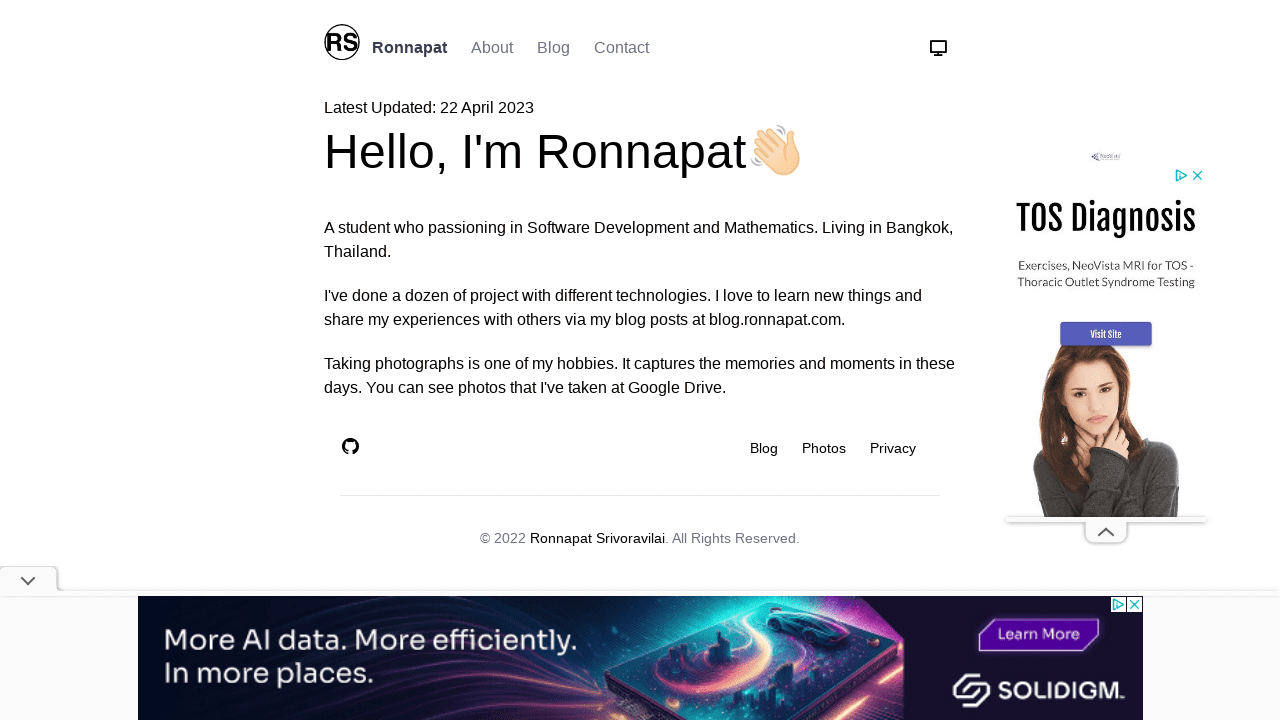 RS
Ronnapat About Blog Contact
Latest Updated: 22 April 2023
Hello, I'm Ronnapat
A student who passioning in Software Development and Mathematics. Living in Bangkok,
Thailand.
I've done a dozen of project with different technologies. I love to learn new things and
share my experiences with others via my blog posts at blog.ronnapat.com.
Taking photographs is one of my hobbies. It captures the memories and moments in these
days. You can see photos that I've taken at Google Drive.
Blog Photos Privacy
© 2022 Ronnapat Srivoravilai. All Rights Reserved.
NeoVista
TOS Diagnosis
Exercises, NeoVista MRI for TOS -
Thoracic Outlet Syndrome Testing
Visit Site
More AI data. More efficiently.
In more places.
Learn More
SOLIDIGM